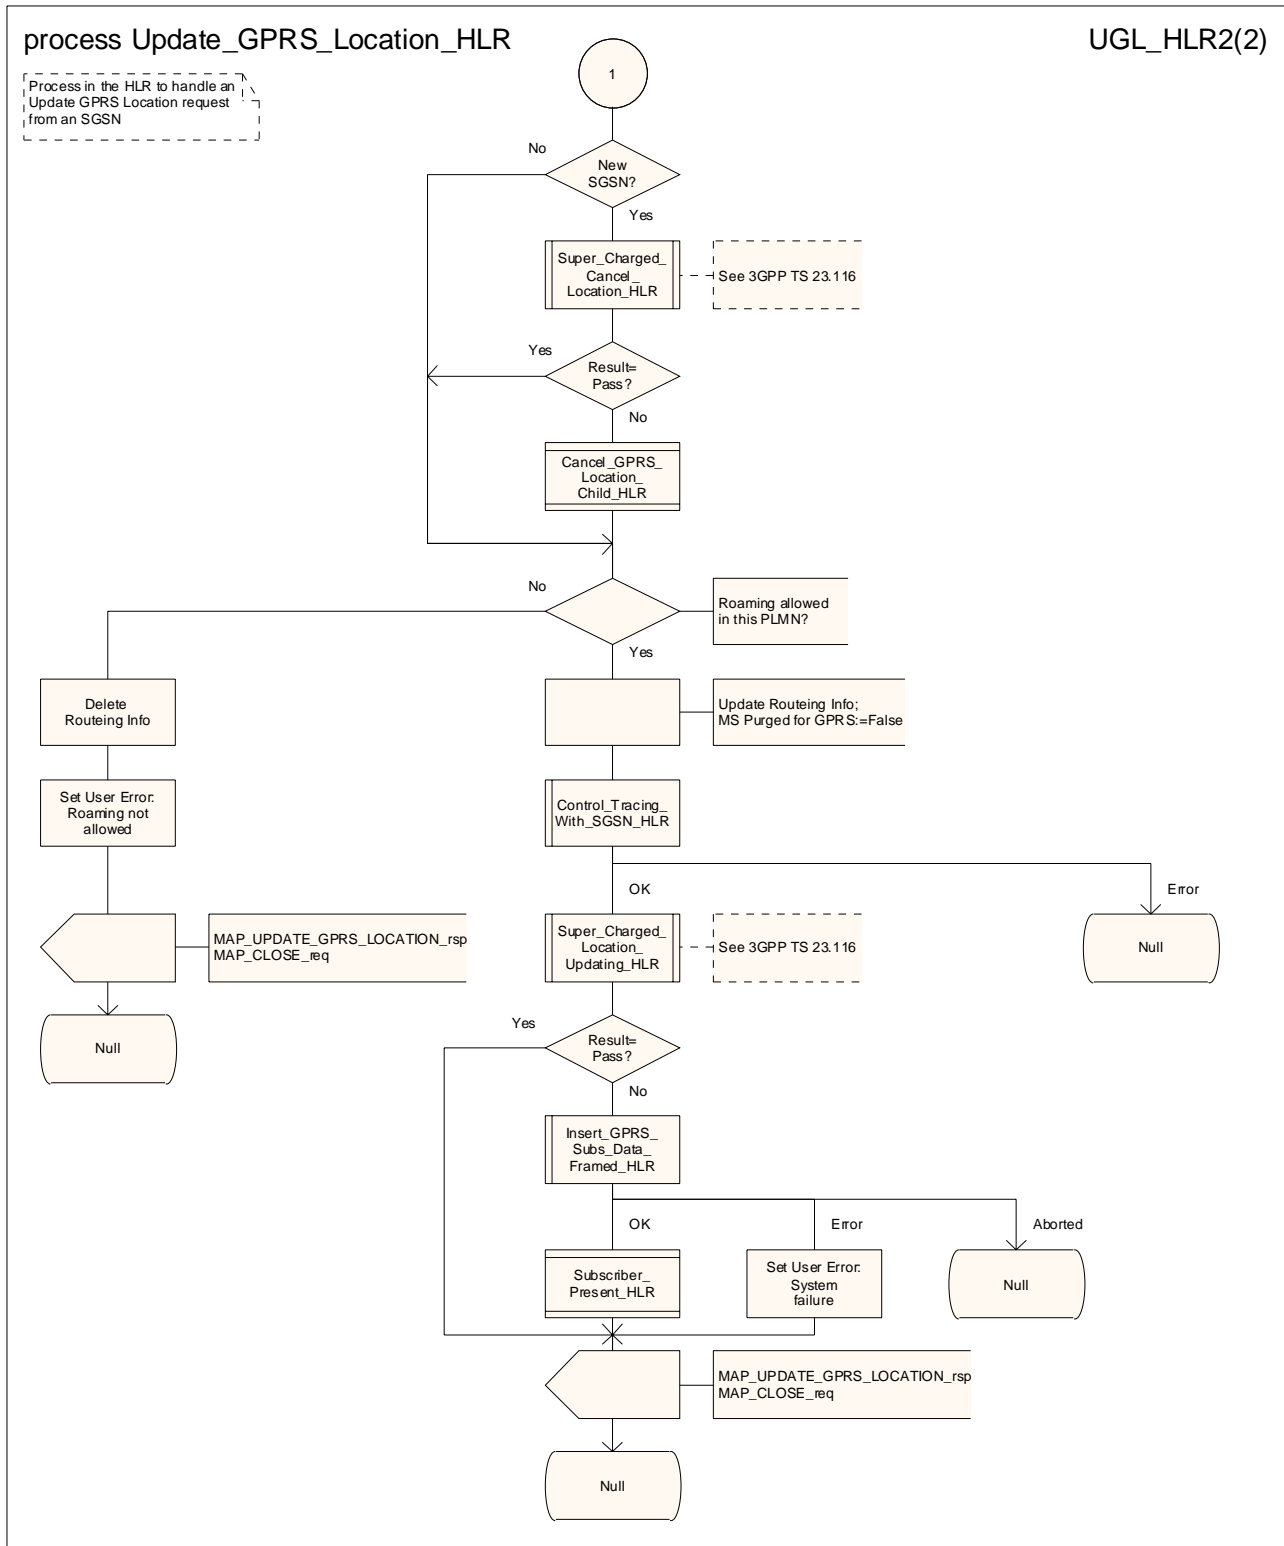 process Update_GPRS_Location_HLR
UGL_HLR2(2)
Process in the HLR to handle an
Update GPRS Location request
from an SGSN
1
No
New
SGSN?
Yes
Super_Charged_
Cancel_
Location_HLR
See 3GPP TS 23.116
Yes
Result=
Pass?
No
Cancel_GPRS_
Location_
Child_HLR
No
Roaming allowed
in this PLMN?
Yes
Delete
Routeing Info
Update Routeing Info;
MS Purged for GPRS:=False
Set User Error:
Roaming not
allowed
Control_Tracing_
With_SGSN_HLR
OK
Error
MAP_UPDATE_GPRS_LOCATION_rsp
MAP_CLOSE_req
Super_Charged_
Location_
Updating_HLR
See 3GPP TS 23.116
Null
Null
Yes
Result=
Pass?
No
Insert_GPRS_
Subs_Data_
Framed_HLR
OK
Error
Aborted
Subscriber_
Present_HLR
Set User Error:
System
failure
Null
MAP_UPDATE_GPRS_LOCATION_rsp
MAP_CLOSE_req
Null